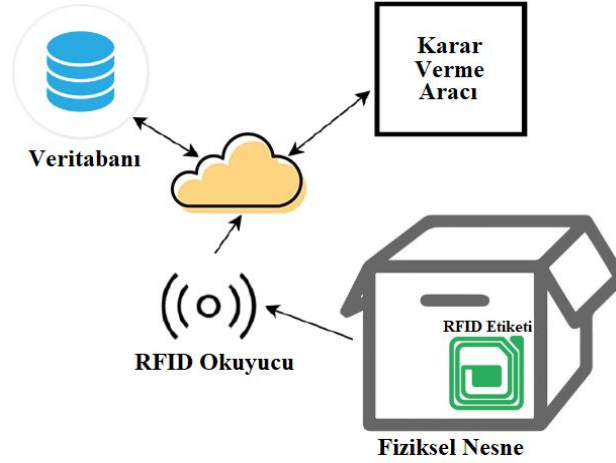 Karar
Verme
Aracı
Veritabanı
RFID Etiketi
RFID Okuyucu
Fiziksel Nesne